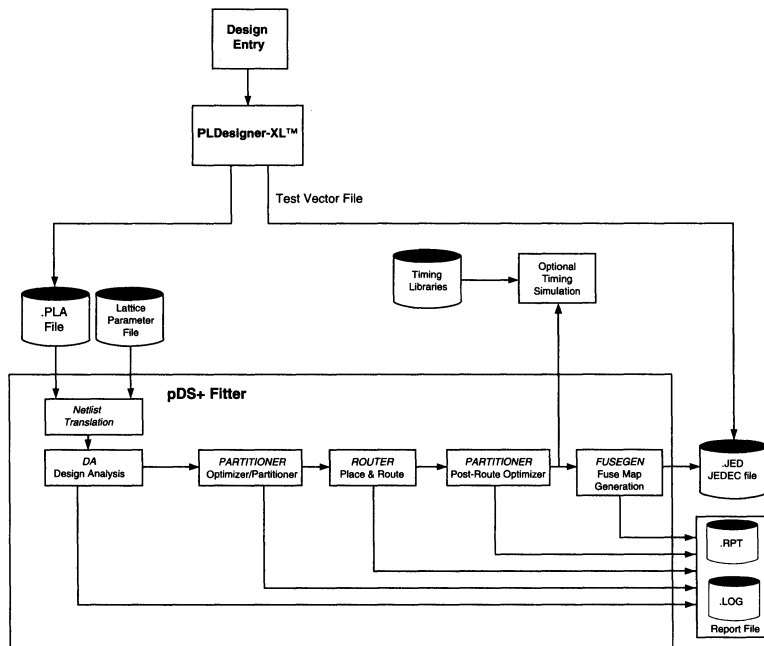 Design
Entry
PLDesigner-XL™
Test Vector File
Timing
Libraries
Optional
Timing
Simulation
.PLA
File
Lattice
Parameter
File
pDS+ Fitter
Netlist
Translation
DA
Design Analysis
PARTITIONER
Optimizer/Partitioner
ROUTER
Place & Route
PARTITIONER
Post-Route Optimizer
FUSEGEN
Fuse Map
Generation
.JED
JEDEC file
.RPT
.LOG
Report File